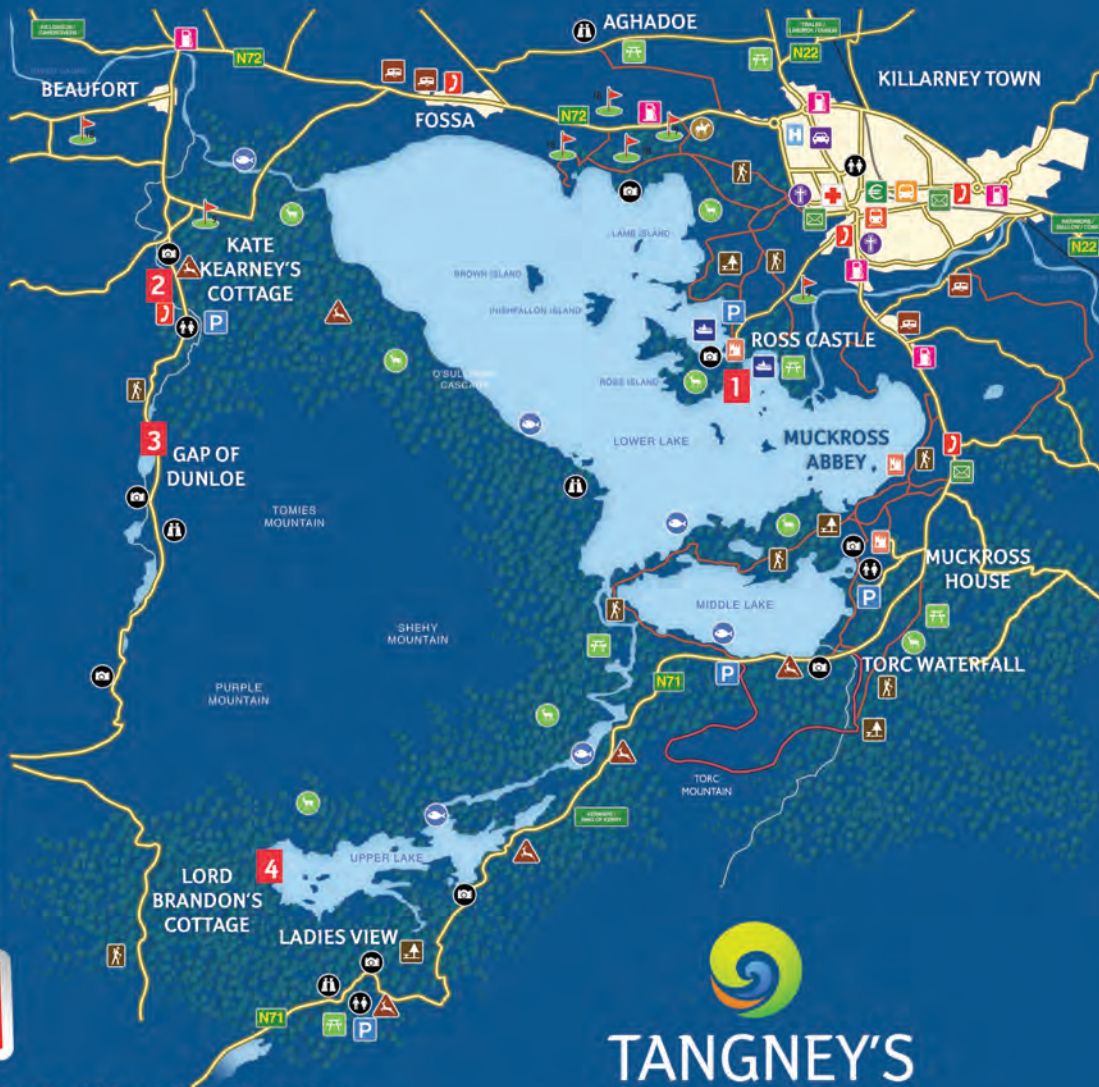 AGHADOE
N22
N72
BEAUFORT
KILLARNEY TOWN
FOSSA
N72
H
€
LAMB ISLAND
N22
KATE
KEARNEY'S
COTTAGE
2
P
BROWN ISLAND
INISHFALLON ISLAND
P
ROSS CASTLE
ROSS ISLAND
1
3
GAP OF
DUNLOE
LOWER LAKE
MUCKROSS
ABBEY
TOMIES
MOUNTAIN
MUCKROSS
HOUSE
P
MIDDLE LAKE
SHEHY
MOUNTAIN
TORC WATERFALL
P
N71
PURPLE
MOUNTAIN
TORC
MOUNTAIN
4
UPPER LAKE
LORD
BRANDON'S
COTTAGE
LADIES VIEW
N71
P
TANGNEY'S